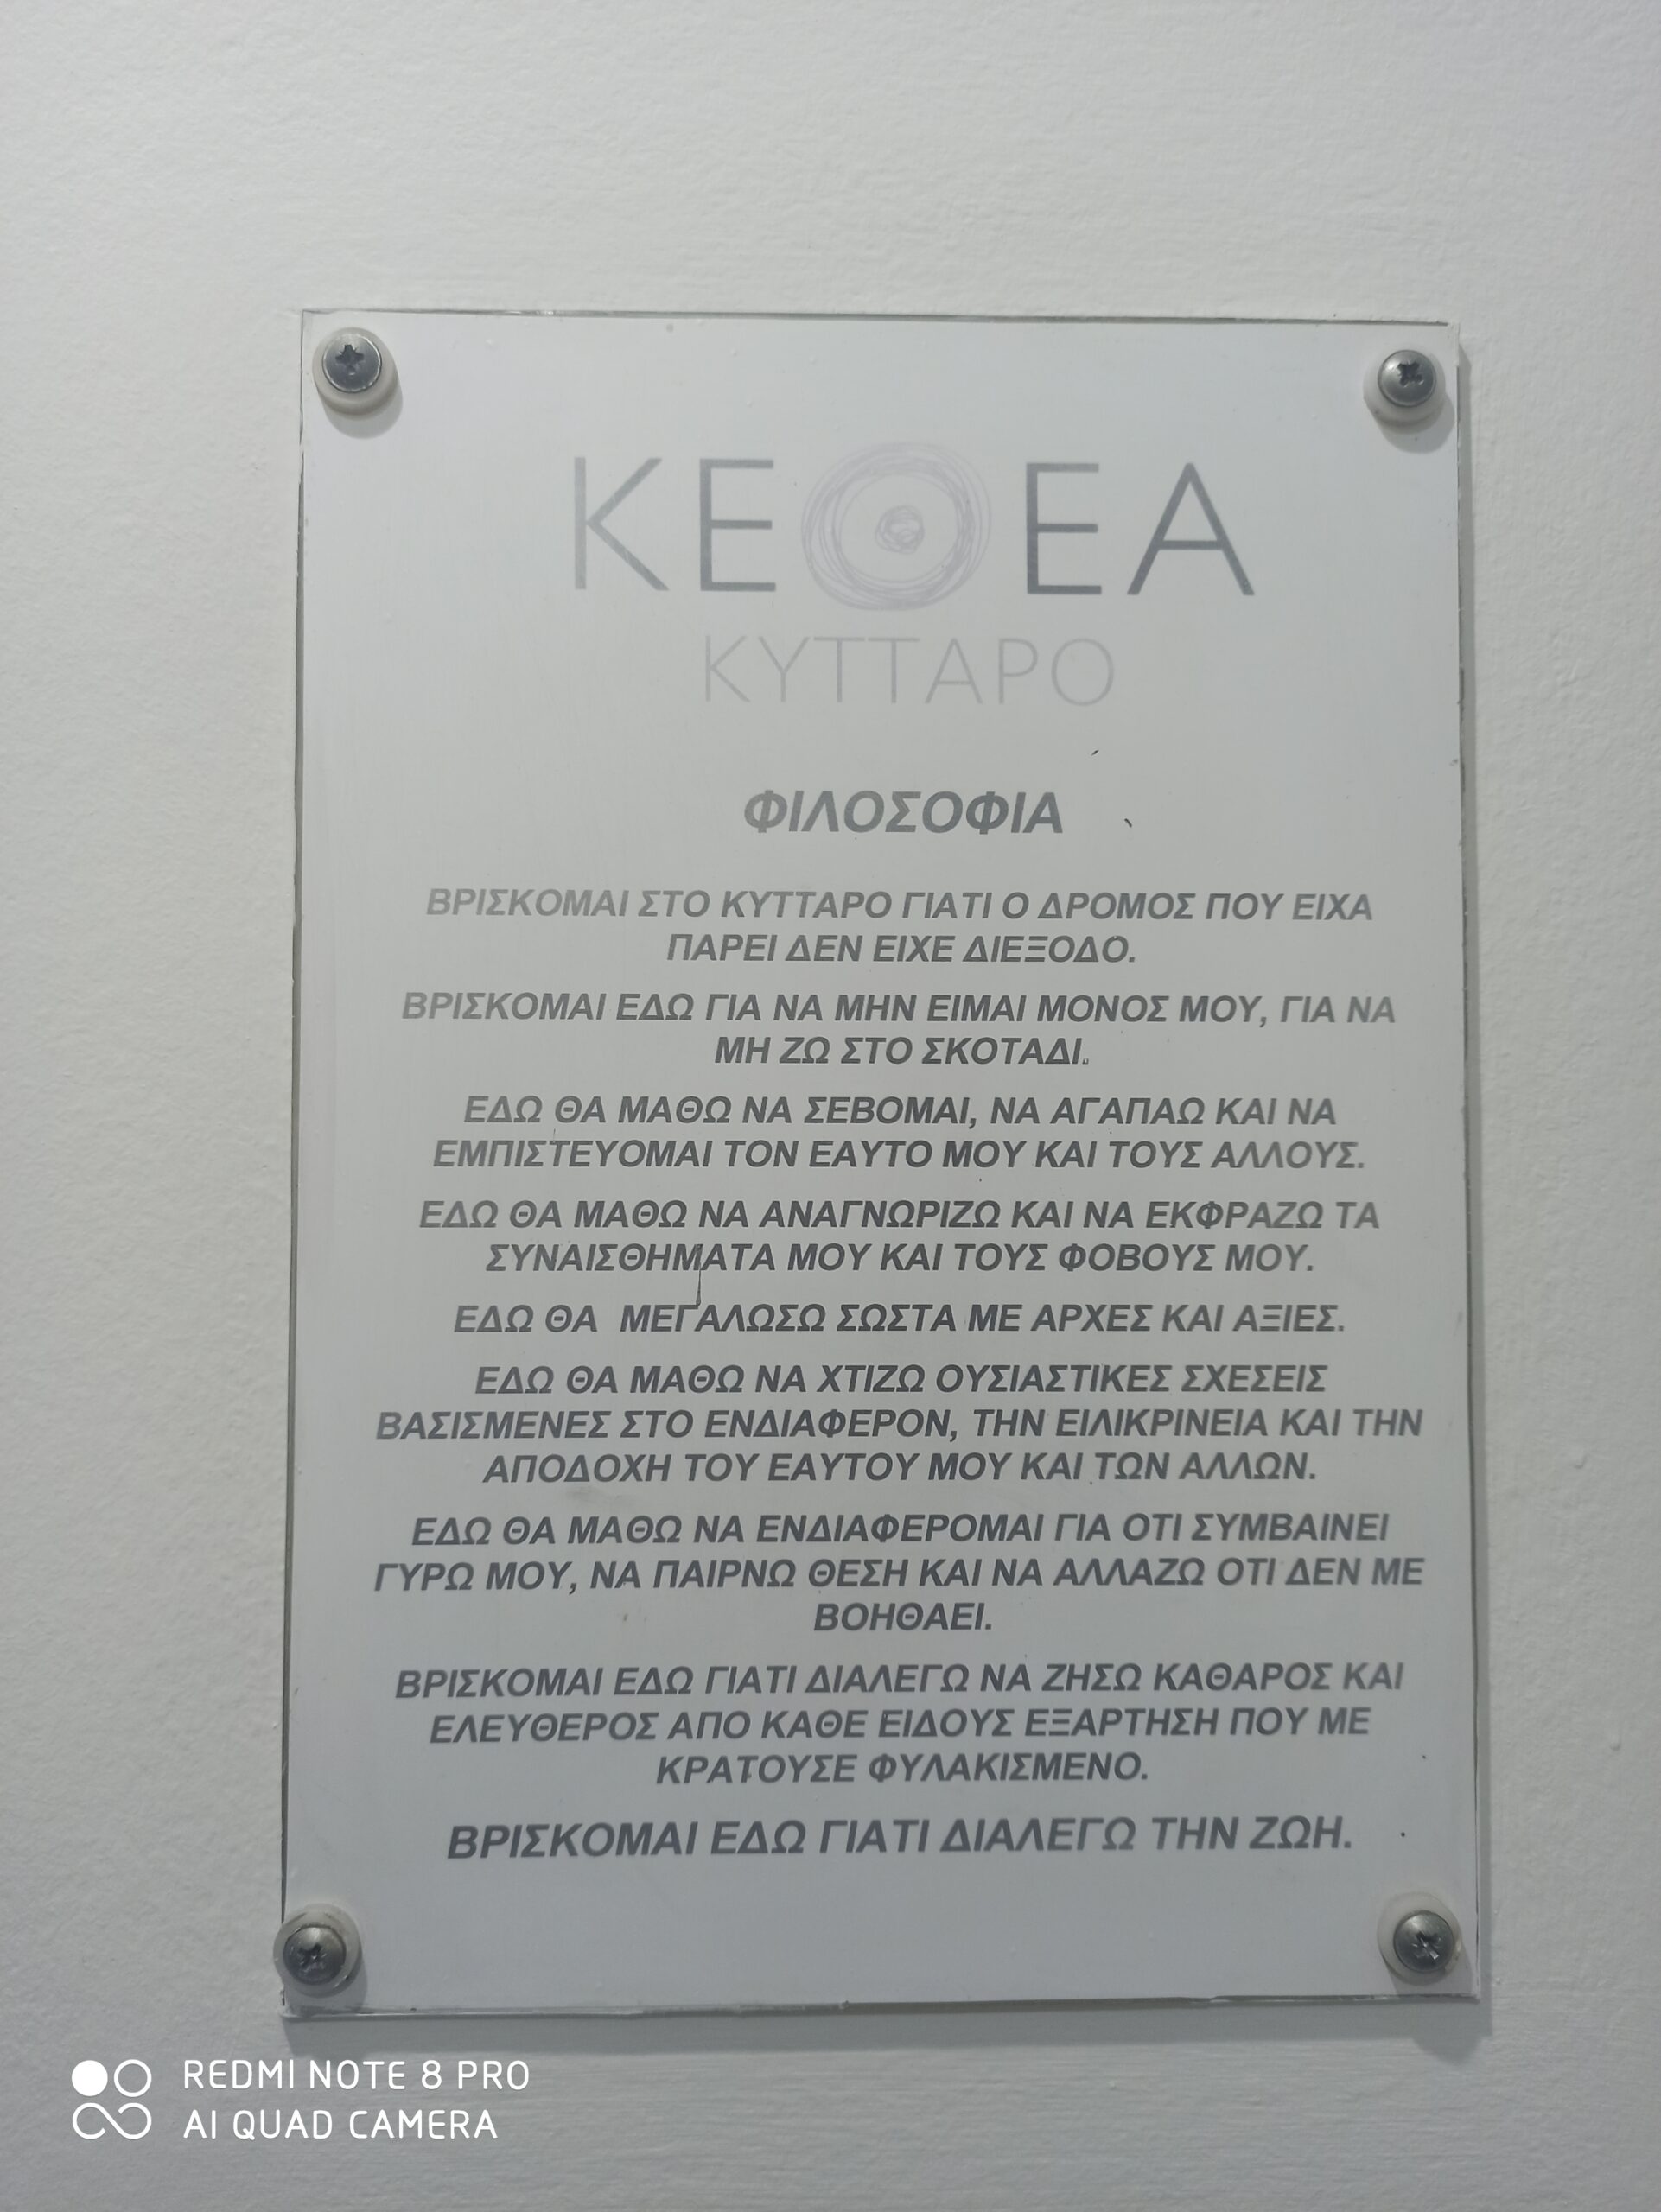 ΚΕΘΕΑ
ΚΥΤΤΑΡΟ
ΦΙΛΟΣΟΦΙΑ
ΒΡΙΣΚΟΜΑΙ ΣΤΟ ΚΥΤΤΑΡΟ ΓΙΑΤΙ Ο ΔΡΟΜΟΣ ΠΟΥ ΕΙΧΑ
ΠΑΡΕΙ ΔΕΝ ΕΙΧΕ ΔΙΕΞΟΔΟ.
ΒΡΙΣΚΟΜΑΙ ΕΔΩ ΓΙΑ ΝΑ ΜΗΝ ΕΙΜΑΙ ΜΟΝΟΣ ΜΟΥ, ΓΙΑ ΝΑ
ΜΗ ΖΩ ΣΤΟ ΣΚΟΤΑΔΙ.
ΕΔΩ ΘΑ ΜΑΘΩ ΝΑ ΣΕΒΟΜΑΙ, ΝΑ ΑΓΑΠΑΩ ΚΑΙ ΝΑ
ΕΜΠΙΣΤΕΥΟΜΑΙ ΤΟΝ ΕΑΥΤΟ ΜΟΥ ΚΑΙ ΤΟΥΣ ΑΛΛΟΥΣ.
ΕΔΩ ΘΑ ΜΑΘΩ ΝΑ ΑΝΑΓΝΩΡΙΖΩ ΚΑΙ ΝΑ ΕΚΦΡΑΖΩ ΤΑ
ΣΥΝΑΙΣΘΗΜΑΤΑ ΜΟΥ ΚΑΙ ΤΟΥΣ ΦΟΒΟΥΣ ΜΟΥ.
ΕΔΩ ΘΑ ΜΕΓΑΛΩΣΩ ΣΩΣΤΑ ΜΕ ΑΡΧΕΣ ΚΑΙ ΑΞΙΕΣ.
ΕΔΩ ΘΑ ΜΑΘΩ ΝΑ ΧΤΙΖΩ ΟΥΣΙΑΣΤΙΚΕΣ ΣΧΕΣΕΙΣ
ΒΑΣΙΣΜΕΝΕΣ ΣΤΟ ΕΝΔΙΑΦΕΡΟΝ, ΤΗΝ ΕΙΛΙΚΡΙΝΕΙΑ ΚΑΙ ΤΗΝ
ΑΠΟΔΟΧΗ ΤΟΥ ΕΑΥΤΟΥ ΜΟΥ ΚΑΙ ΤΩΝ ΑΛΛΩΝ.
ΕΔΩ ΘΑ ΜΑΘΩ ΝΑ ΕΝΔΙΑΦΕΡΟΜΑΙ ΓΙΑ ΟΤΙ ΣΥΜΒΑΙΝΕΙ
ΓΥΡΩ ΜΟΥ, ΝΑ ΠΑΙΡΝΩ ΘΕΣΗ ΚΑΙ ΝΑ ΑΛΛΑΖΩ ΟΤΙ ΔΕΝ ΜΕ
ΒΟΗΘΑΕΙ.
ΒΡΙΣΚΟΜΑΙ ΕΔΩ ΓΙΑΤΙ ΔΙΑΛΕΓΩ ΝΑ ΖΗΣΩ ΚΑΘΑΡΟΣ ΚΑΙ
ΕΛΕΥΘΕΡΟΣ ΑΠΟ ΚΑΘΕ ΕΙΔΟΥΣ ΕΞΑΡΤΗΣΗ ΠΟΥ ΜΕ
ΚΡΑΤΟΥΣΕ ΦΥΛΑΚΙΣΜΕΝΟ.
ΒΡΙΣΚΟΜΑΙ ΕΔΩ ΓΙΑΤΙ ΔΙΑΛΕΓΩ ΤΗΝ ΖΩΗ.
REDMI NOTE 8 PRO
AI QUAD CAMERA